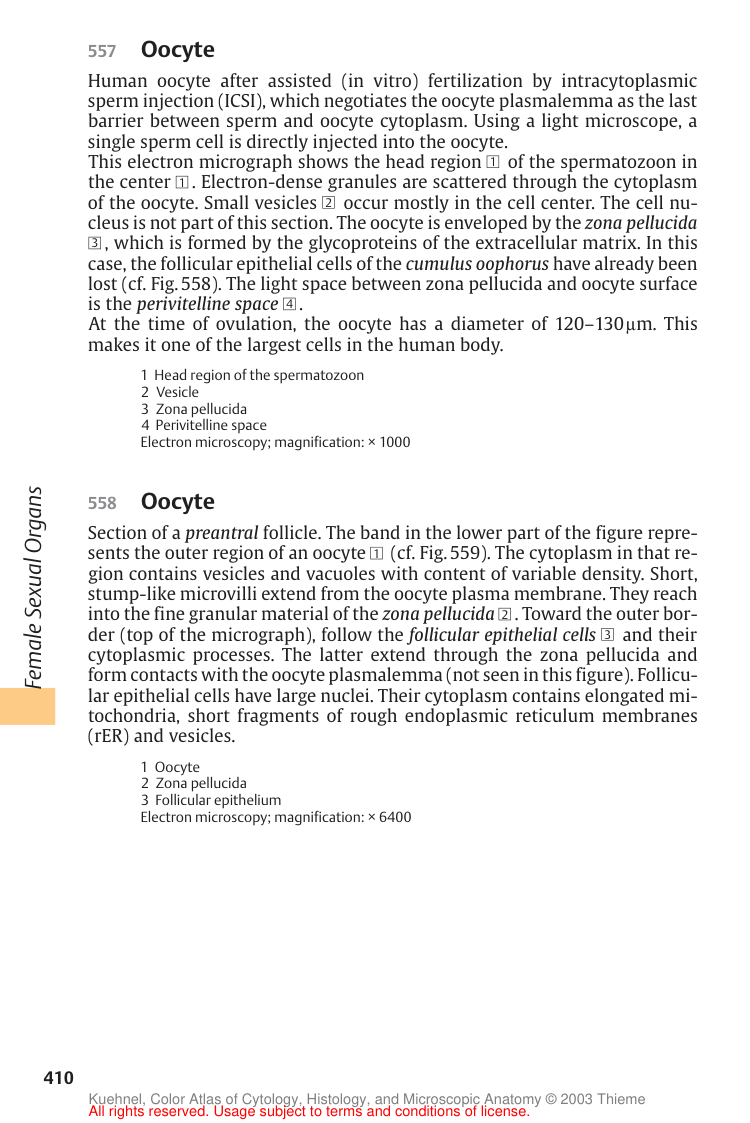 557 Oocyte
Human oocyte after assisted (in vitro) fertilization by intracytoplasmic
sperm injection (ICSI), which negotiates the oocyte plasmalemma as the last
barrier between sperm and oocyte cytoplasm. Using a light microscope, a
single sperm cell is directly injected into the oocyte.
This electron micrograph shows the head region 1 of the spermatozoon in
the center 1. Electron-dense granules are scattered through the cytoplasm
of the oocyte. Small vesicles 2 occur mostly in the cell center. The cell nu-
cleus is not part of this section. The oocyte is enveloped by the zona pellucida
3, which is formed by the glycoproteins of the extracellular matrix. In this
case, the follicular epithelial cells of the cumulus oophorus have already been
lost (cf. Fig. 558). The light space between zona pellucida and oocyte surface
is the perivitelline space 4.
At the time of ovulation, the oocyte has a diameter of 120–130 μm. This
makes it one of the largest cells in the human body.
1 Head region of the spermatozoon
2 Vesicle
3 Zona pellucida
4 Perivitelline space
Electron microscopy; magnification: × 1000
558 Oocyte
Section of a preantral follicle. The band in the lower part of the figure repre-
sents the outer region of an oocyte 1 (cf. Fig. 559). The cytoplasm in that re-
gion contains vesicles and vacuoles with content of variable density. Short,
stump-like microvilli extend from the oocyte plasma membrane. They reach
into the fine granular material of the zona pellucida 2. Toward the outer bor-
der (top of the micrograph), follow the follicular epithelial cells 3 and their
cytoplasmic processes. The latter extend through the zona pellucida and
form contacts with the oocyte plasmalemma (not seen in this figure). Follicu-
lar epithelial cells have large nuclei. Their cytoplasm contains elongated mi-
tochondria, short fragments of rough endoplasmic reticulum membranes
(rER) and vesicles.
1 Oocyte
2 Zona pellucida
3 Follicular epithelium
Electron microscopy; magnification: × 6400
Female Sexual Organs
410
Kuehnel, Color Atlas of Cytology, Histology, and Microscopic Anatomy © 2003 Thieme
All rights reserved. Usage subject to terms and conditions of license.